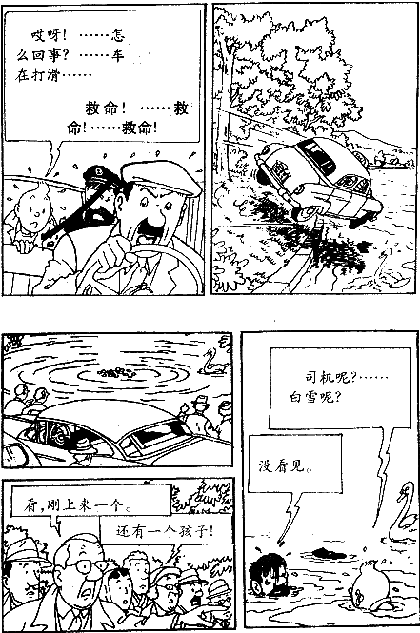 哎呀！……怎
么回事？……车
在打滑……
救命！……救
命！……救命！
司机呢？……
白雪呢？
没看见。
看，刚上来一个。
还有一个孩子！